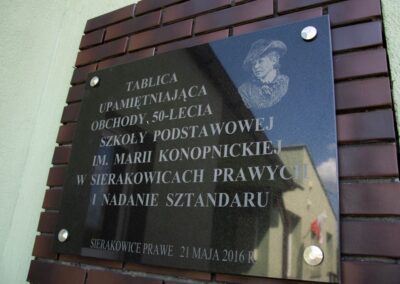 TABLICA
UPAMIĘTNIAJĄCA
OBCHODY 50-LECIA
SZKOŁY PODSTAWOWEJ
IM. MARII KONOPNICKIEJ
W SIERAKOWICACH PRAWYCH
I NADANIE SZTANDARU
SIERAKOWICE PRAWE 21 MAJA 2016 R.